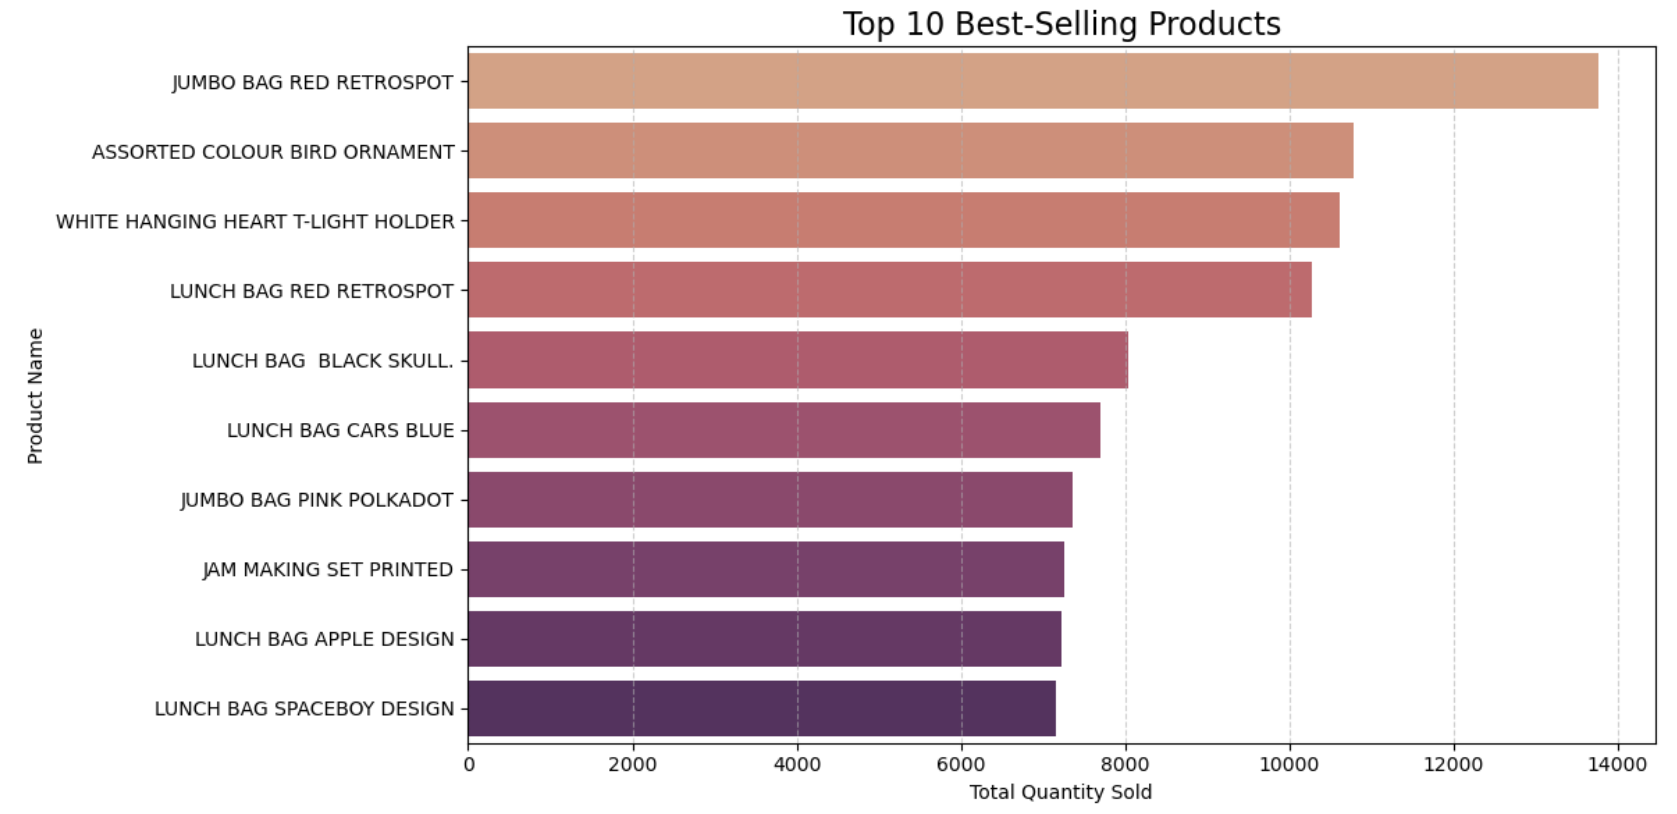 Top 10 Best-Selling Products
Product Name
JUMBO BAG RED RETROSPOT
ASSORTED COLOUR BIRD ORNAMENT
WHITE HANGING HEART T-LIGHT HOLDER
LUNCH BAG RED RETROSPOT
LUNCH BAG  BLACK SKULL.
LUNCH BAG CARS BLUE
JUMBO BAG PINK POLKADOT
JAM MAKING SET PRINTED
LUNCH BAG APPLE DESIGN
LUNCH BAG SPACEBOY DESIGN
0 2000 4000 6000 8000 10000 12000 14000
Total Quantity Sold